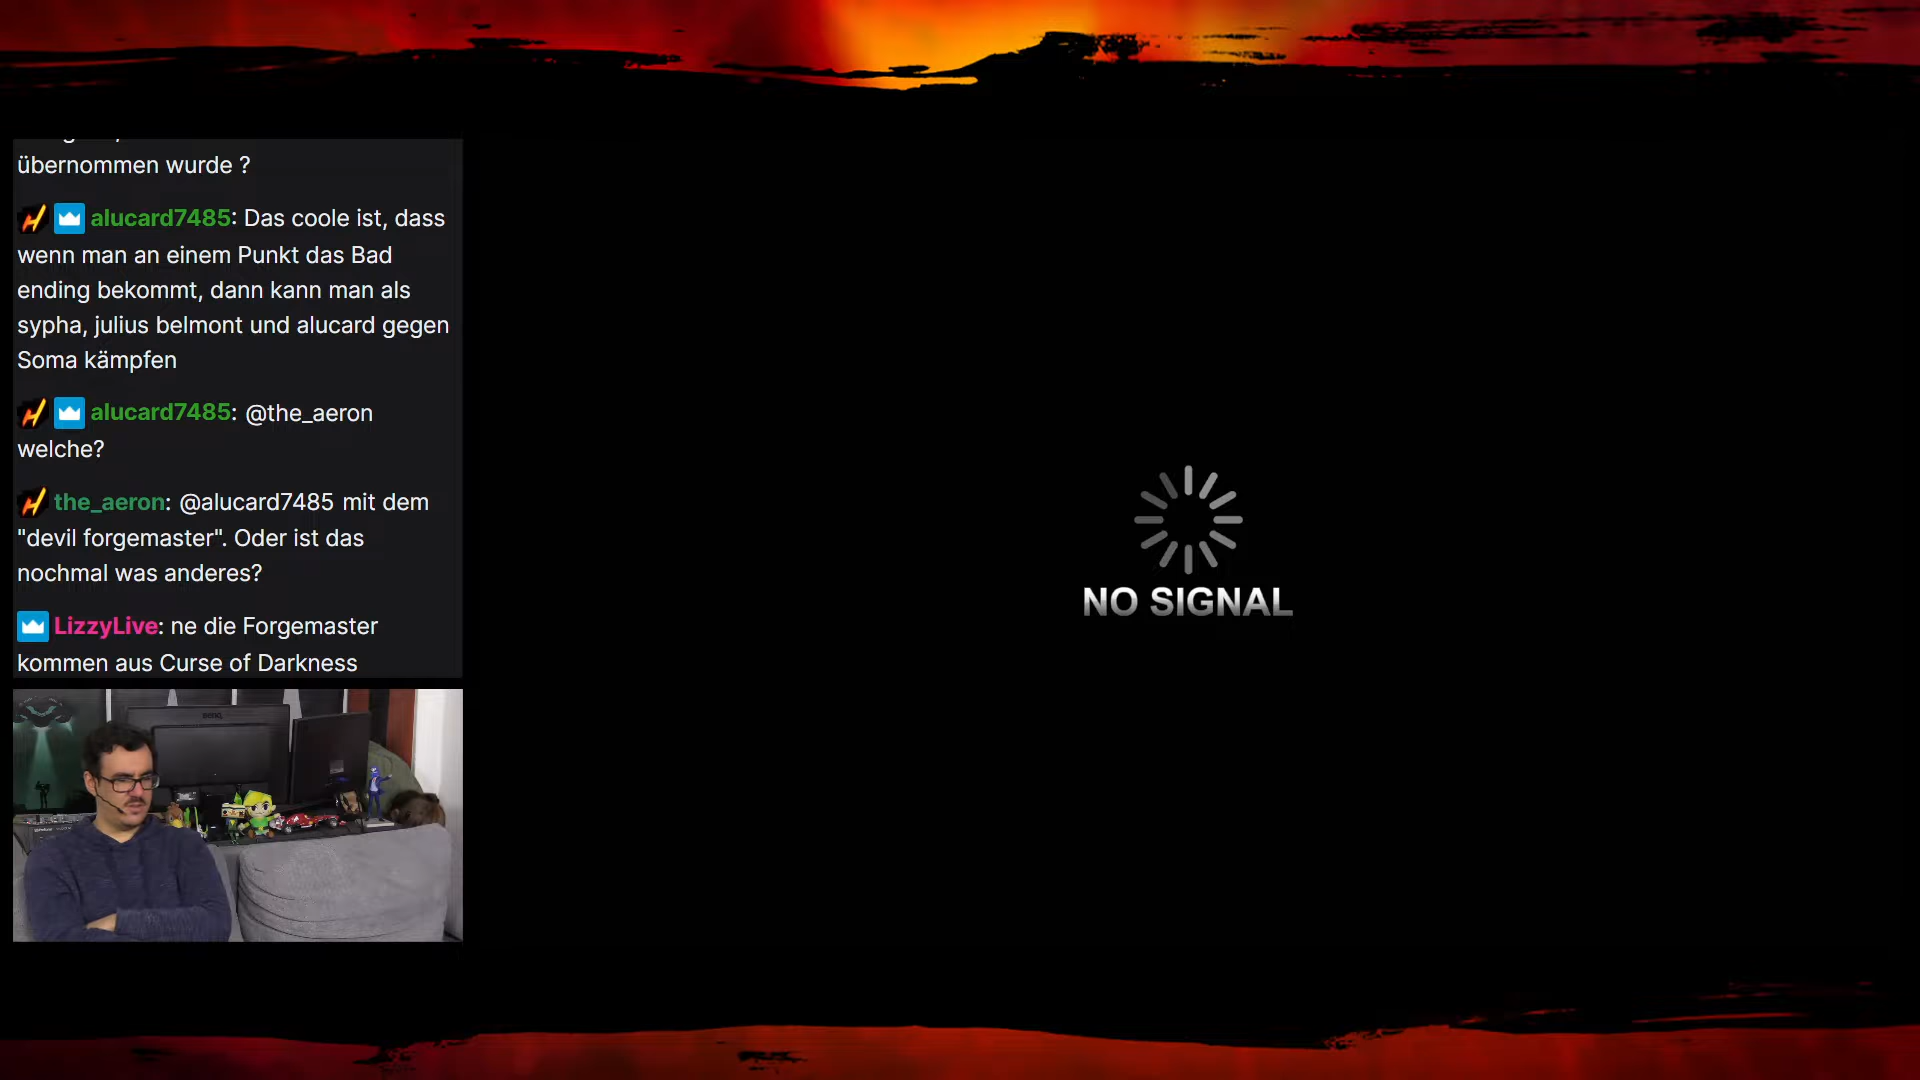 übernommen wurde ?
alucard7485: Das coole ist, dass
wenn man an einem Punkt das Bad
ending bekommt, dann kann man als
sypha, julius belmont und alucard gegen
Soma kämpfen
alucard7485: @the_aeron
welche?
the_aeron: @alucard7485 mit dem
"devil forgemaster". Oder ist das
nochmal was anderes?
LizzyLive: ne die Forgemaster
kommen aus Curse of Darkness
NO SIGNAL
BenQ